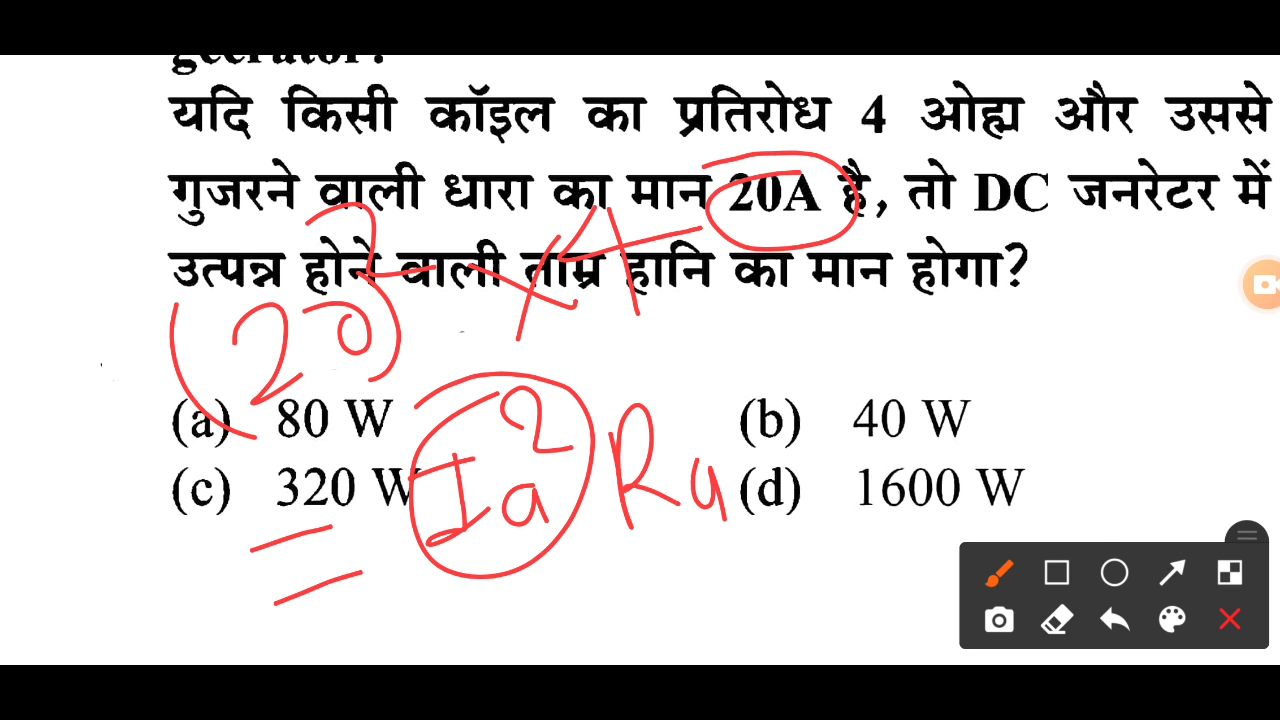 geerator?
यदि किसी कॉइल का प्रतिरोध 4 ओह्म और उससे
गुजरने वाली धारा का मान 20A है, तो DC जनरेटर में
उत्पन्न होने वाली ताम्र हानि का मान होगा?
(20)² × 4
(a) 80 W (b) 40 W
(c) 320 W (d) 1600 W
= Ia² Ra